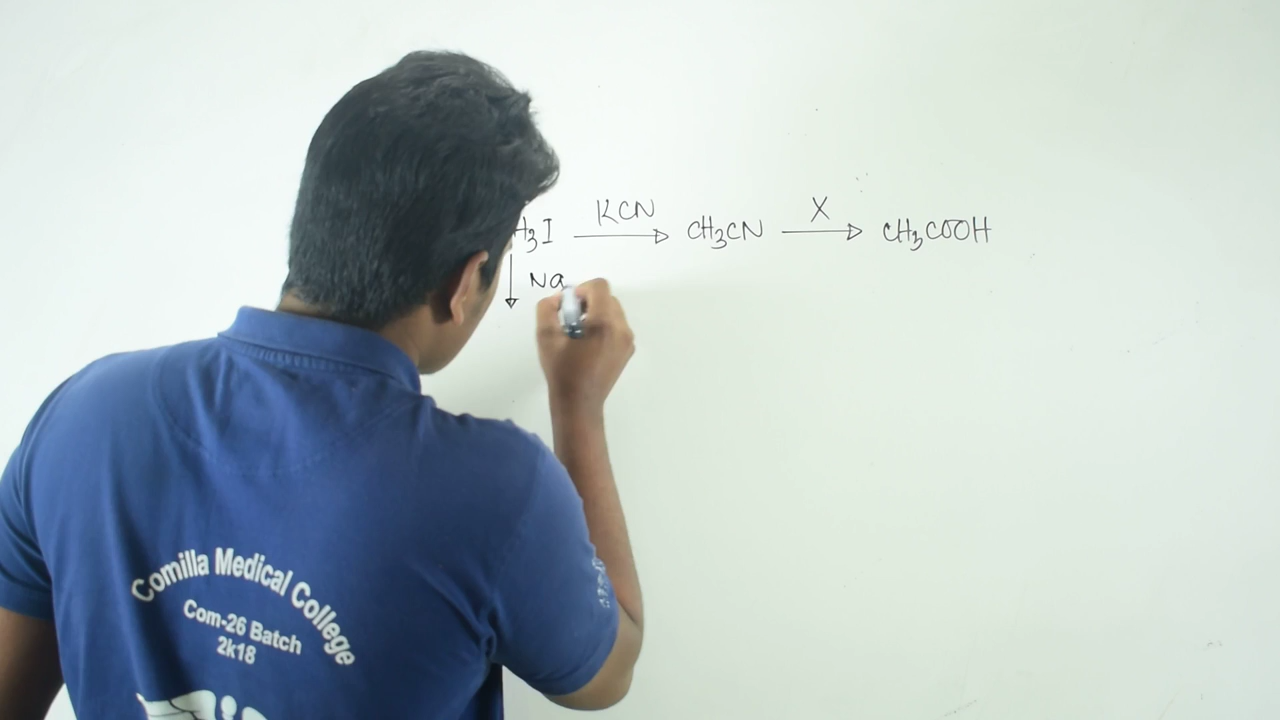 H₃I KCN CH₃CN X CH₃COOH
Na
Comilla Medical College
Com-26 Batch
2k18